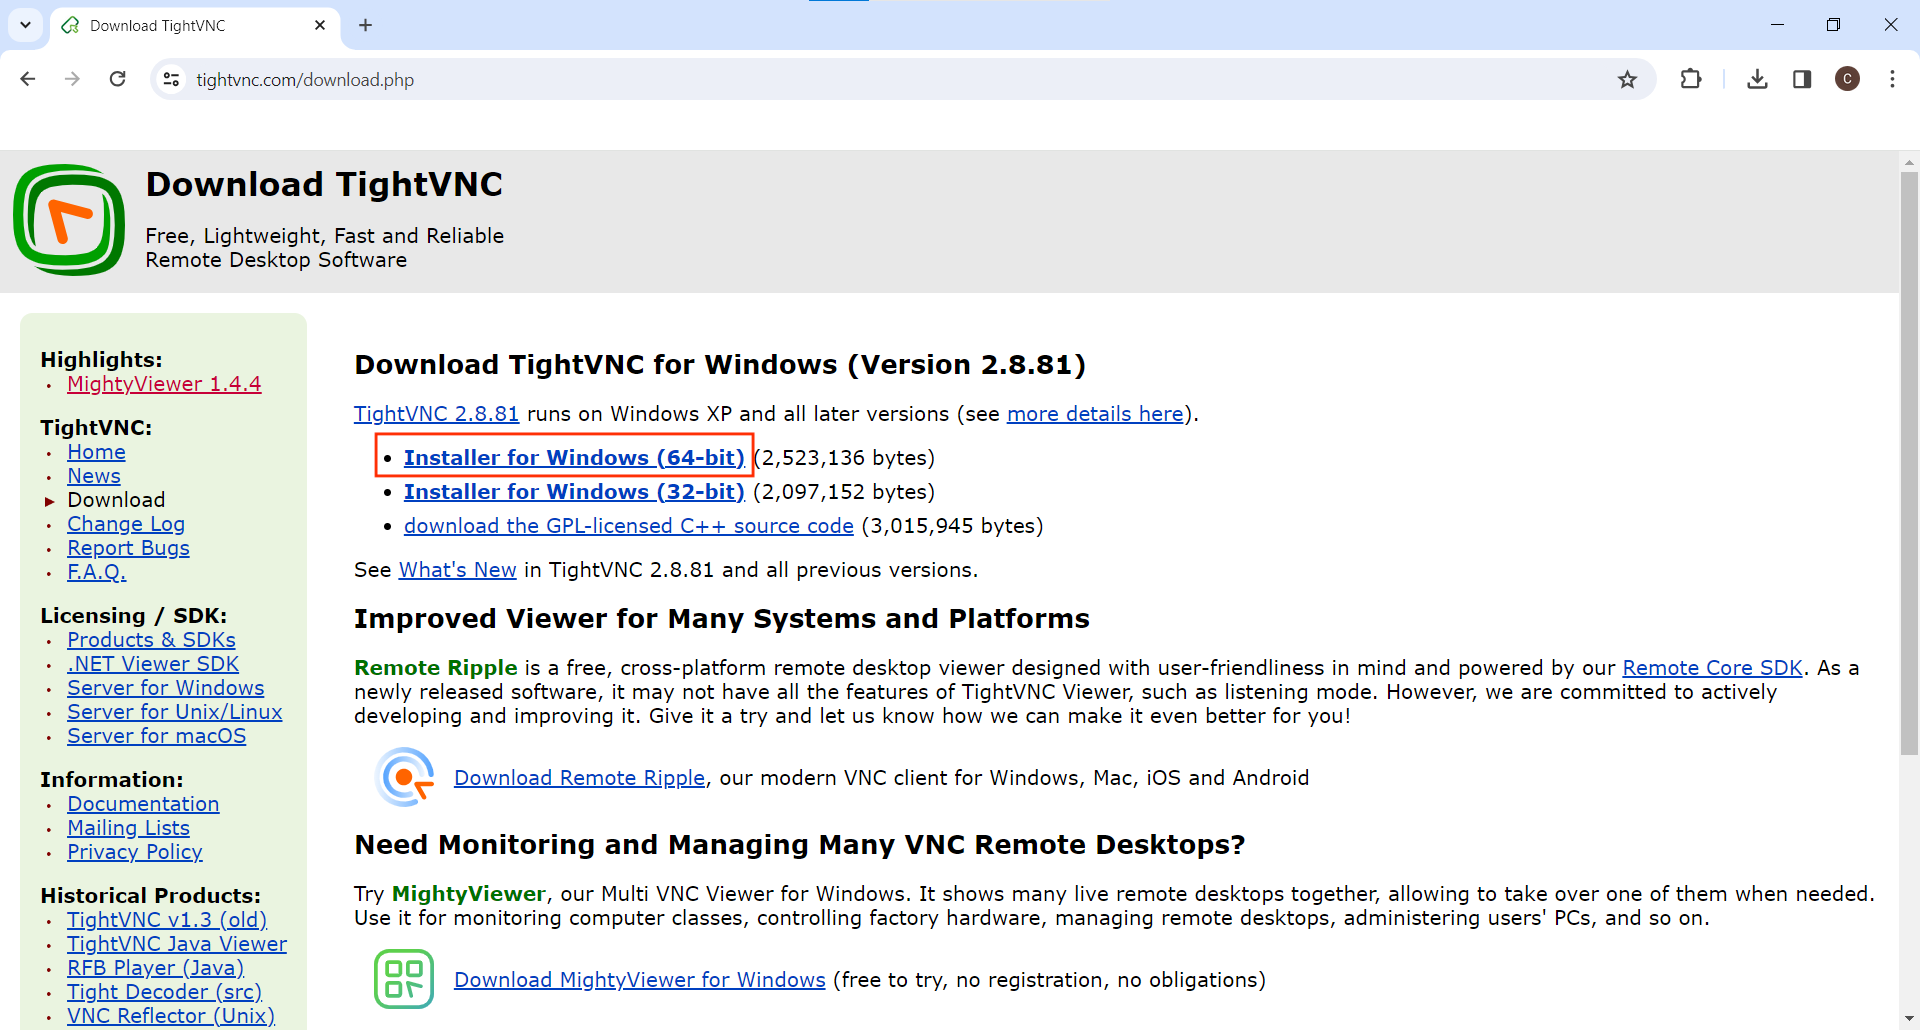 Download TightVNC
tightvnc.com/download.php
C
Download TightVNC
Free, Lightweight, Fast and Reliable
Remote Desktop Software
Highlights:
MightyViewer 1.4.4
TightVNC:
Home
News
Download
Change Log
Report Bugs
F.A.Q.
Licensing / SDK:
Products & SDKs
.NET Viewer SDK
Server for Windows
Server for Unix/Linux
Server for macOS
Information:
Documentation
Mailing Lists
Privacy Policy
Historical Products:
TightVNC v1.3 (old)
TightVNC Java Viewer
RFB Player (Java)
Tight Decoder (src)
VNC Reflector (Unix)
Download TightVNC for Windows (Version 2.8.81)
TightVNC 2.8.81 runs on Windows XP and all later versions (see more details here).
• Installer for Windows (64-bit) (2,523,136 bytes)
• Installer for Windows (32-bit) (2,097,152 bytes)
• download the GPL-licensed C++ source code (3,015,945 bytes)
See What's New in TightVNC 2.8.81 and all previous versions.
Improved Viewer for Many Systems and Platforms
Remote Ripple is a free, cross-platform remote desktop viewer designed with user-friendliness in mind and powered by our Remote Core SDK. As a
newly released software, it may not have all the features of TightVNC Viewer, such as listening mode. However, we are committed to actively
developing and improving it. Give it a try and let us know how we can make it even better for you!
Download Remote Ripple, our modern VNC client for Windows, Mac, iOS and Android
Need Monitoring and Managing Many VNC Remote Desktops?
Try MightyViewer, our Multi VNC Viewer for Windows. It shows many live remote desktops together, allowing to take over one of them when needed.
Use it for monitoring computer classes, controlling factory hardware, managing remote desktops, administering users' PCs, and so on.
Download MightyViewer for Windows (free to try, no registration, no obligations)